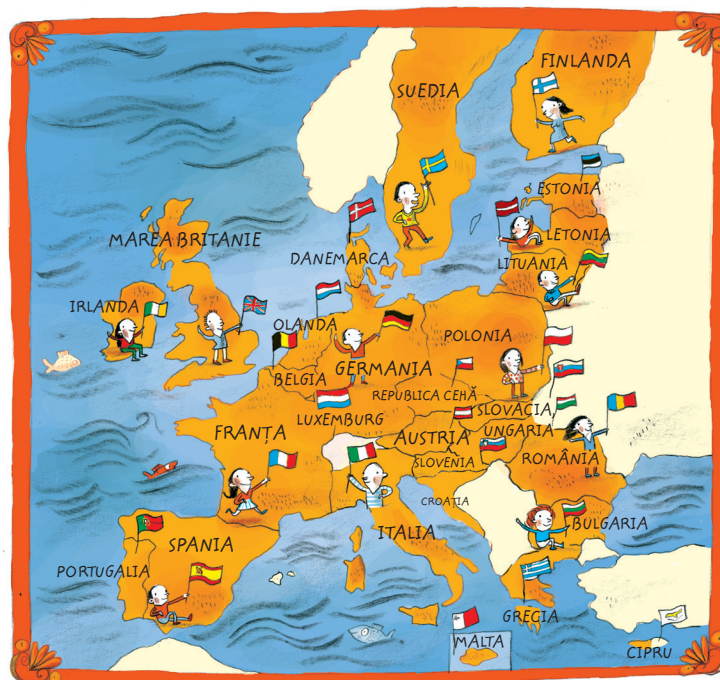 FINLANDA
SUEDIA
ESTONIA
LETONIA
MAREA BRITANIE
DANEMARCA
LITUANIA
IRLANDA
OLANDA
POLONIA
GERMANIA
BELGIA
REPUBLICA CEHĂ
LUXEMBURG
SLOVACIA
FRANȚA
AUSTRIA
UNGARIA
SLOVENIA
ROMÂNIA
CROATIA
BULGARIA
ITALIA
SPANIA
PORTUGALIA
GRECIA
MALTA
CIPRU